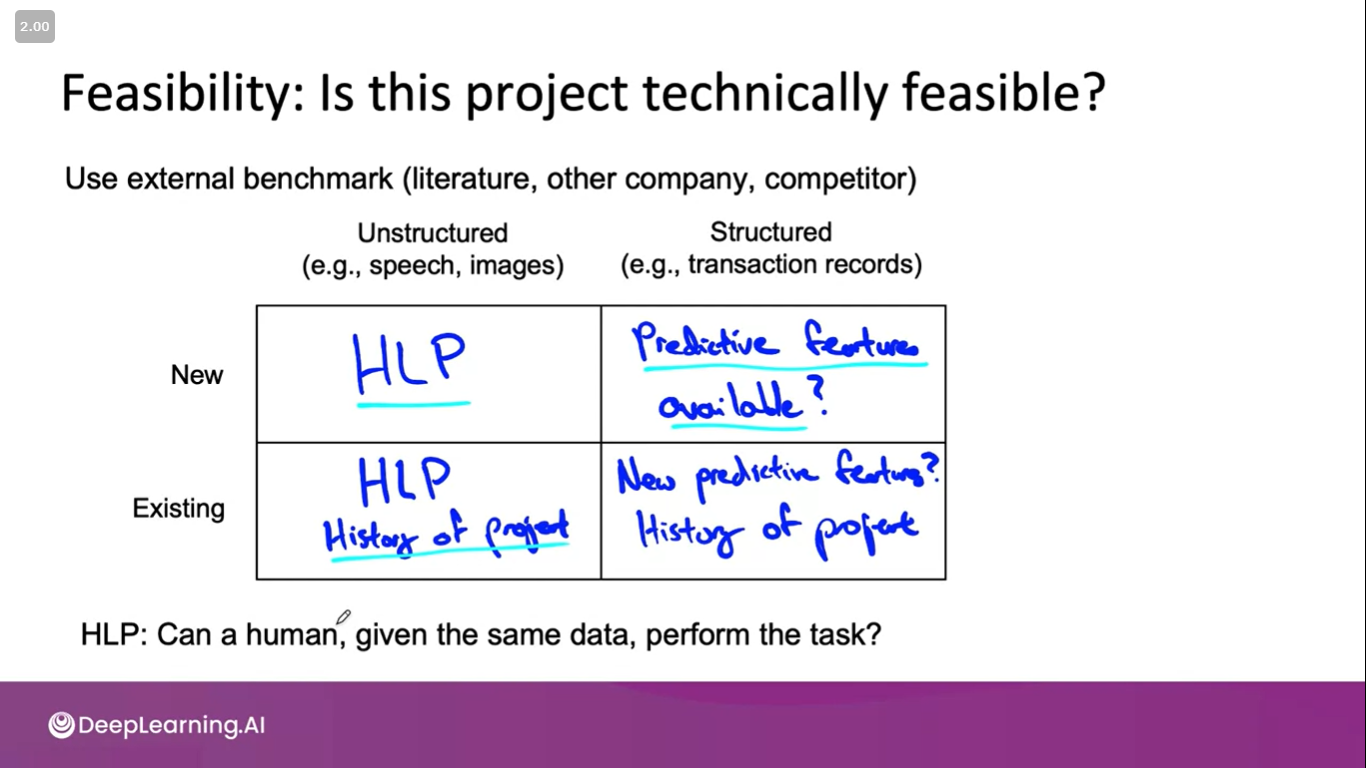 2.00
Feasibility: Is this project technically feasible?
Use external benchmark (literature, other company, competitor)
Unstructured
(e.g., speech, images)
Structured
(e.g., transaction records)
New
HLP
Predictive features
available?
Existing
HLP
History of project
New predictive features?
History of project
HLP: Can a human, given the same data, perform the task?
DeepLearning.AI